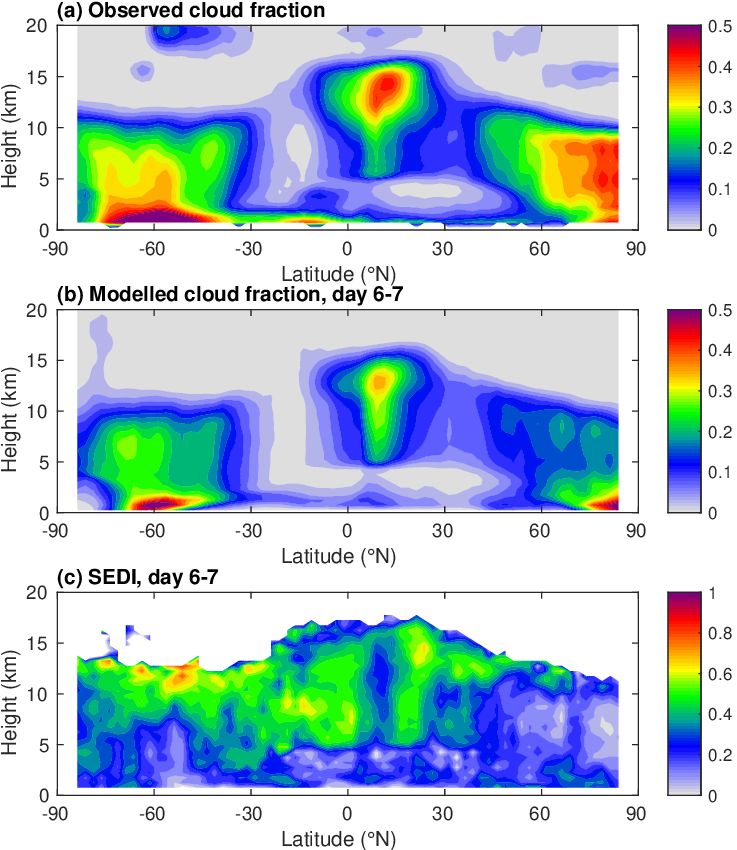 (a) Observed cloud fraction
20
15
10
5
0
Height (km)
-90 -60 -30 0 30 60 90
Latitude (°N)
0.5
0.4
0.3
0.2
0.1
0
(b) Modelled cloud fraction, day 6-7
20
15
10
5
0
Height (km)
-90 -60 -30 0 30 60 90
Latitude (°N)
0.5
0.4
0.3
0.2
0.1
0
(c) SEDI, day 6-7
20
15
10
5
0
Height (km)
-90 -60 -30 0 30 60 90
Latitude (°N)
1
0.8
0.6
0.4
0.2
0